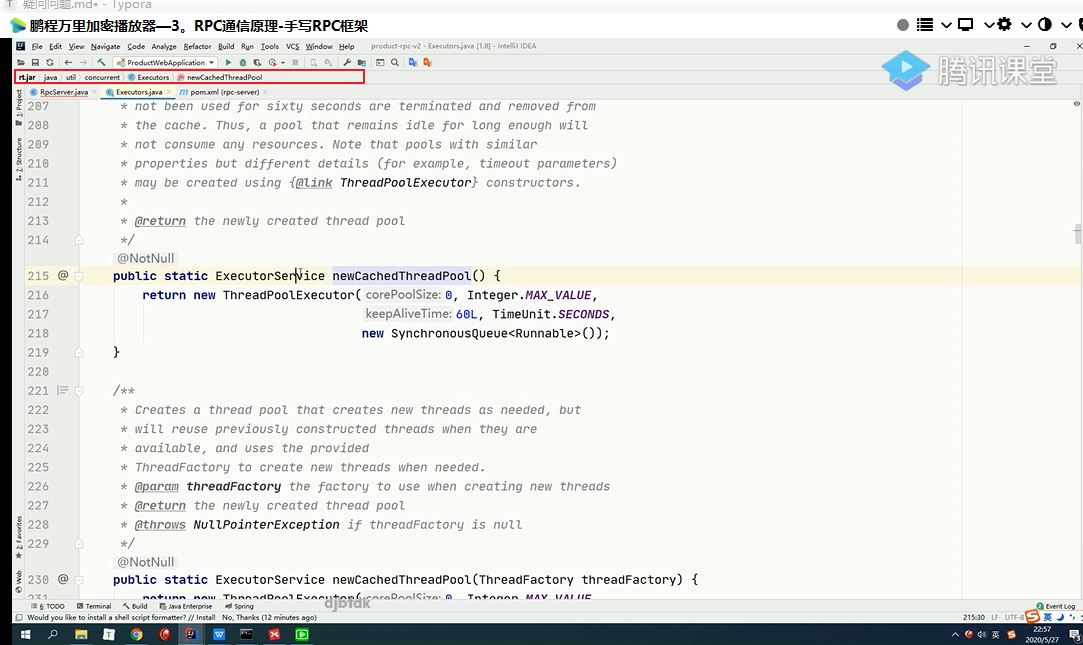 疑问问题.md• - Typora
鹏程万里加密播放器—3。RPC通信原理-手写RPC框架
File Edit View Navigate Code Analyze Refactor Build Run Tools VCS Window Help product-rpc-v2 - Executors.java [1.8] - IntelliJ IDEA
ProductWebApplication
腾讯课堂
rt.jar java util concurrent Executors newCachedThreadPool
RpcServer.java Executors.java pom.xml (rpc-server)
1: Project
7: Structure
2: Favorites
Web
207 * not been used for sixty seconds are terminated and removed from
208 * the cache. Thus, a pool that remains idle for long enough will
209 * not consume any resources. Note that pools with similar
210 * properties but different details (for example, timeout parameters)
211 * may be created using {@link ThreadPoolExecutor} constructors.
212 *
213 * @return the newly created thread pool
214 */
@NotNull
215 @ public static ExecutorService newCachedThreadPool() {
216 return new ThreadPoolExecutor( corePoolSize: 0, Integer.MAX_VALUE,
217 keepAliveTime: 60L, TimeUnit.SECONDS,
218 new SynchronousQueue<Runnable>());
219 }
220
221 /**
222 * Creates a thread pool that creates new threads as needed, but
223 * will reuse previously constructed threads when they are
224 * available, and uses the provided
225 * ThreadFactory to create new threads when needed.
226 * @param threadFactory the factory to use when creating new threads
227 * @return the newly created thread pool
228 * @throws NullPointerException if threadFactory is null
229 */
@NotNull
230 @ public static ExecutorService newCachedThreadPool(ThreadFactory threadFactory) {
231 return new ThreadPoolExecutor( corePoolSize: 0, Integer.MAX_VALUE,
6: TODO Terminal Build Java Enterprise Spring djbfdk Event Log
Would you like to install a shell script formatter? // Install No, Thanks (12 minutes ago) 215:30 LF UTF-8 英
英 22:57
2020/5/27